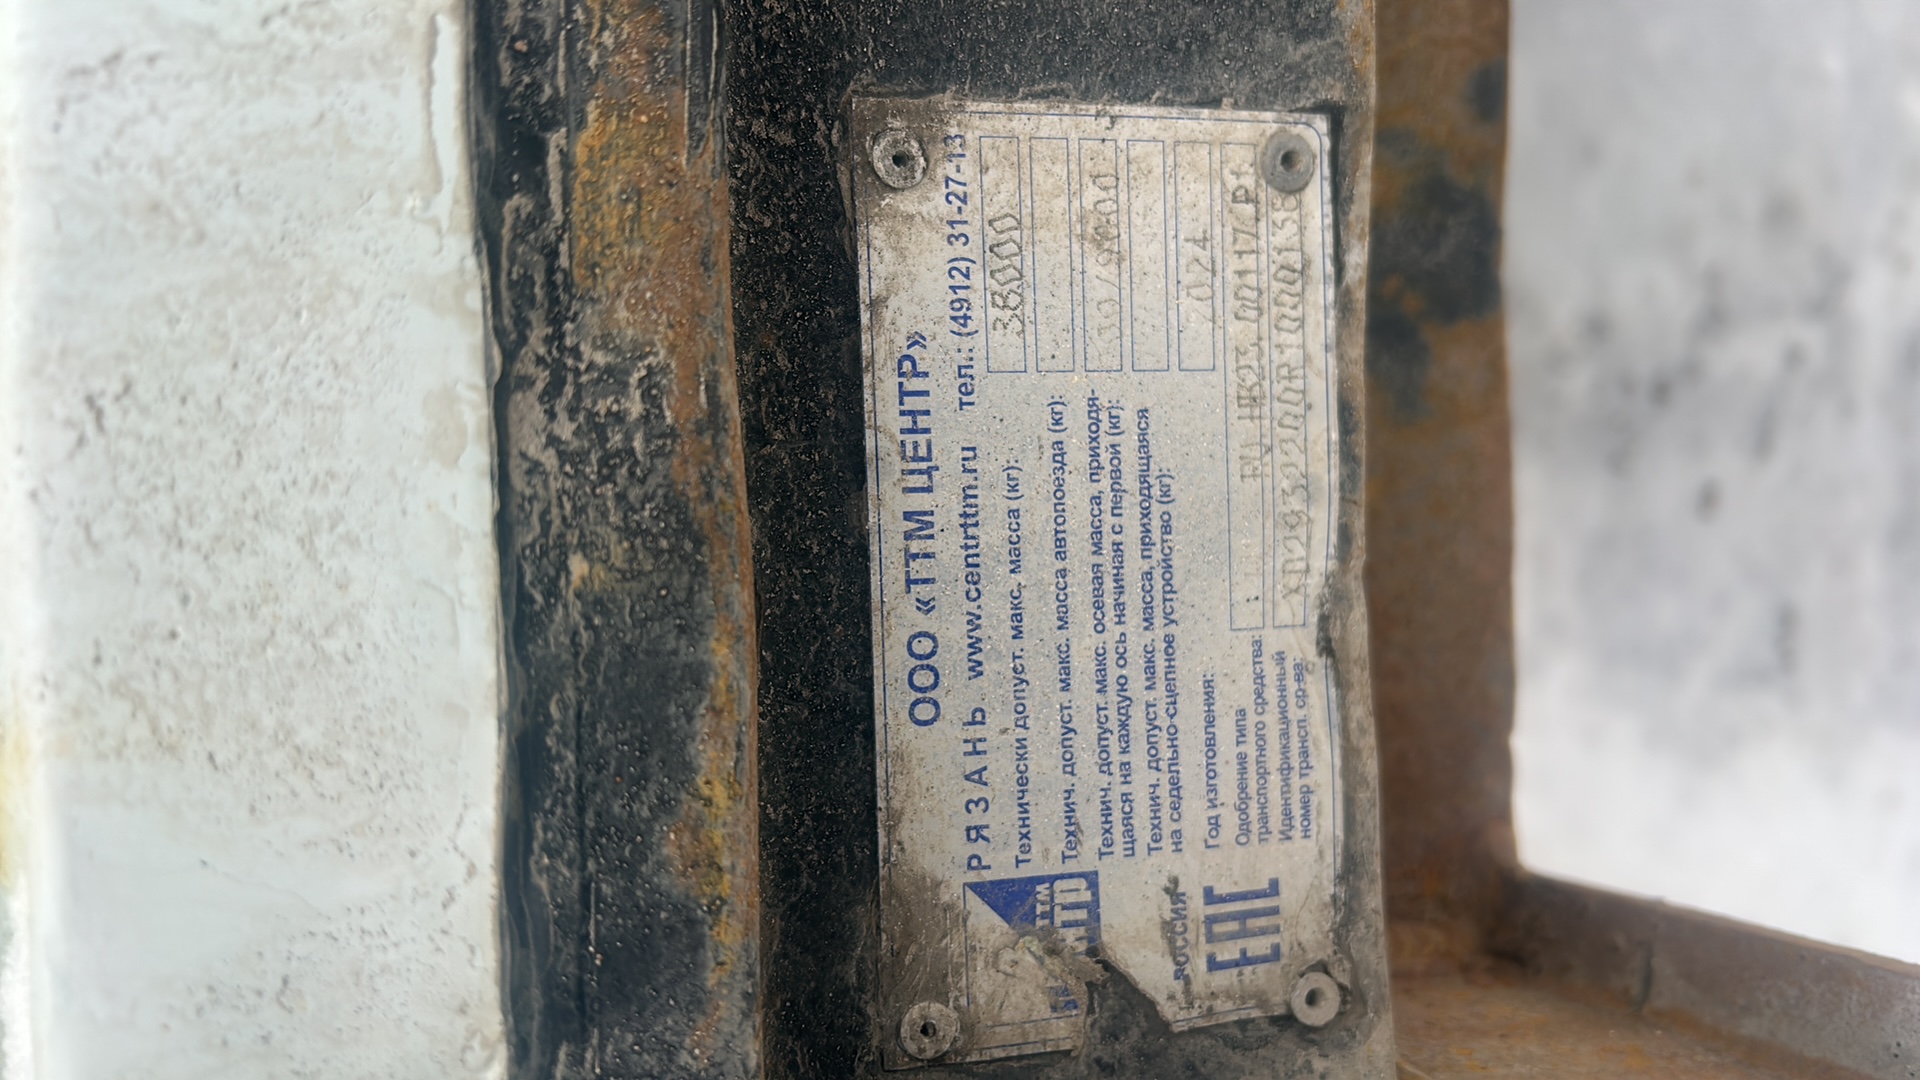 ООО «ТТМ ЦЕНТР»
РЯЗАНЬ www.centrttm.ru тел.: (4912) 31-27-13
Технически допуст. макс. масса (кг): 38000
Технич. допуст. макс. масса автопоезда (кг):
Технич. допуст. макс. осевая масса, приходя-
щаяся на каждую ось начиная с первой (кг):
Технич. допуст. макс. масса, приходящаяся
на седельно-сцепное устройство (кг):
Год изготовления: 2024
Одобрение типа
транспортного средства:
Идентификационный
номер трансп. ср-ва:
ТТМ
РОССИЯ
ЕАС